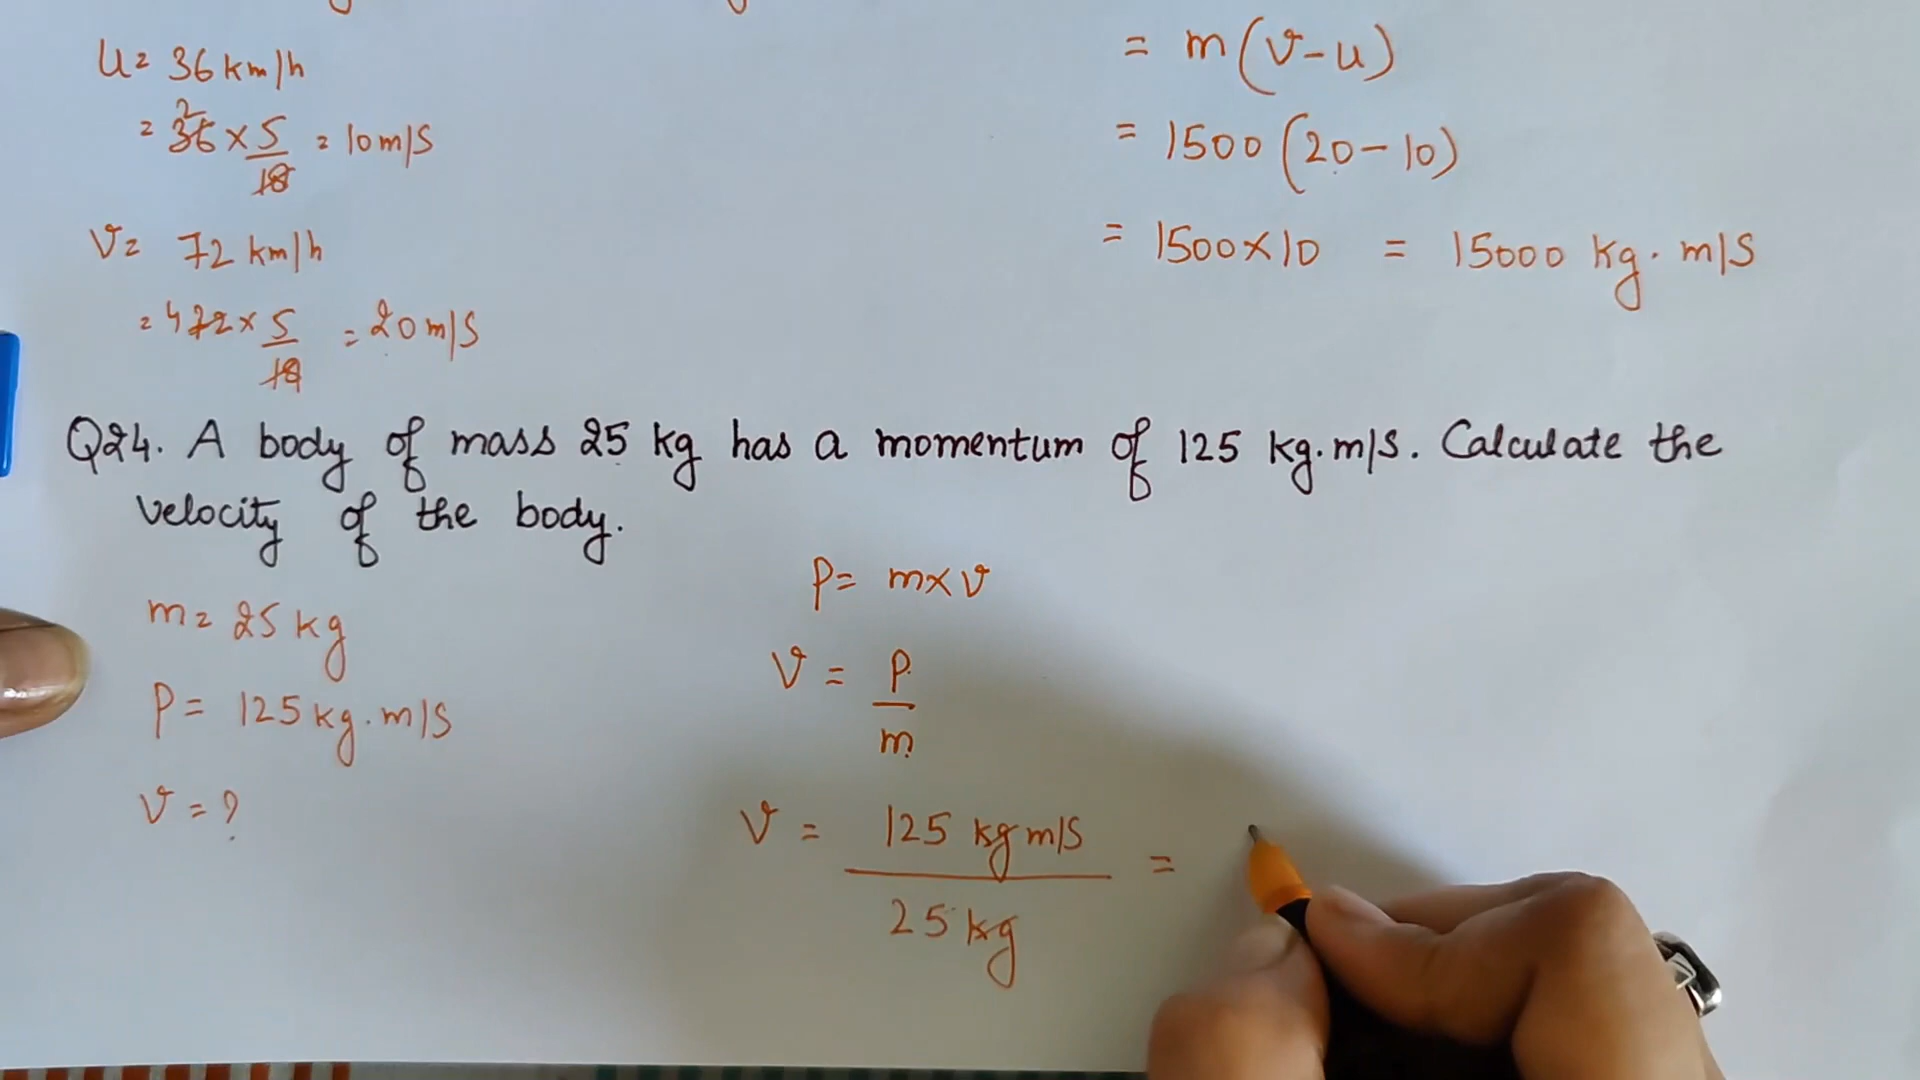 U= 36 km/h
= 36 2 × 5/18 = 10 m/s
V= 72 km/h
= 4 72 × 5/18 = 20 m/s
= m(v-u)
= 1500 (20-10)
= 1500×10 = 15000 kg. m/s
Q24. A body of mass 25 kg has a momentum of 125 kg.m/s. Calculate the
velocity of the body.
m= 25 kg
P= 125 kg.m/s
V = ?
P= m×v
V = P/m
V = 125 kg m/s / 25 kg =